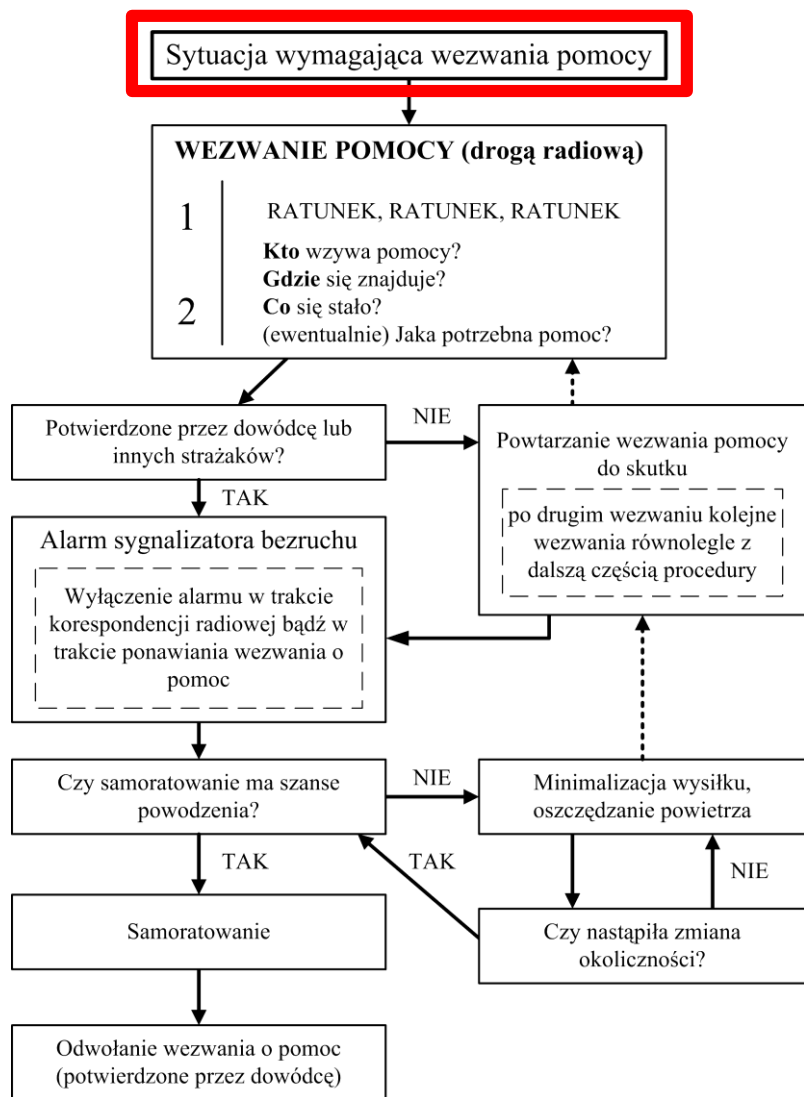 Sytuacja wymagająca wezwania pomocy
WEZWANIE POMOCY (drogą radiową)
1
RATUNEK, RATUNEK, RATUNEK
2
Kto wzywa pomocy?
Gdzie się znajduje?
Co się stało?
(ewentualnie) Jaka potrzebna pomoc?
Potwierdzone przez dowódcę lub
innych strażaków?
NIE
Powtarzanie wezwania pomocy
do skutku
po drugim wezwaniu kolejne
wezwania równolegle z
dalszą częścią procedury
TAK
Alarm sygnalizatora bezruchu
Wyłączenie alarmu w trakcie
korespondencji radiowej bądź w
trakcie ponawiania wezwania o
pomoc
Czy samoratowanie ma szanse
powodzenia?
NIE
Minimalizacja wysiłku,
oszczędzanie powietrza
TAK
TAK
NIE
Samoratowanie
Czy nastąpiła zmiana
okoliczności?
Odwołanie wezwania o pomoc
(potwierdzone przez dowódcę)